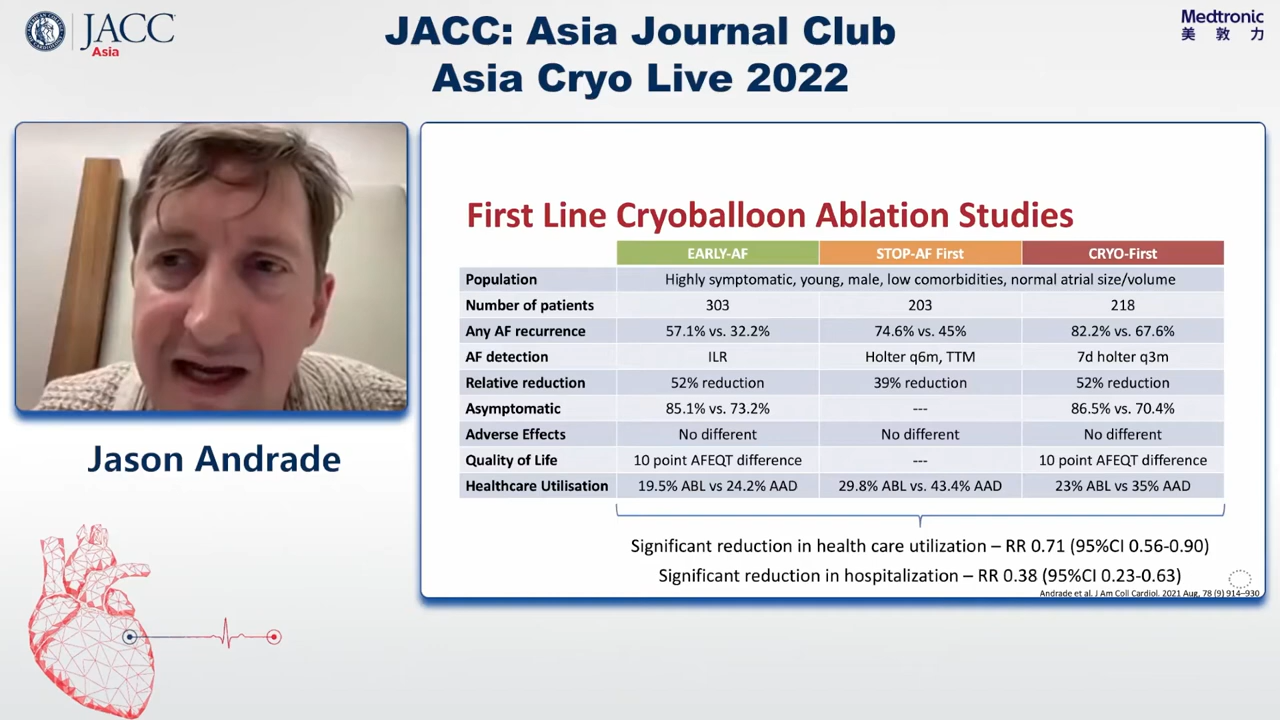 JACC
Asia
JACC: Asia Journal Club
Asia Cryo Live 2022
Medtronic
美敦力
Jason Andrade
First Line Cryoballoon Ablation Studies
EARLY-AF STOP-AF First CRYO-First
Population Highly symptomatic, young, male, low comorbidities, normal atrial size/volume
Number of patients 303 203 218
Any AF recurrence 57.1% vs. 32.2% 74.6% vs. 45% 82.2% vs. 67.6%
AF detection ILR Holter q6m, TTM 7d holter q3m
Relative reduction 52% reduction 39% reduction 52% reduction
Asymptomatic 85.1% vs. 73.2% --- 86.5% vs. 70.4%
Adverse Effects No different No different No different
Quality of Life 10 point AFEQT difference --- 10 point AFEQT difference
Healthcare Utilisation 19.5% ABL vs 24.2% AAD 29.8% ABL vs. 43.4% AAD 23% ABL vs 35% AAD
Significant reduction in health care utilization – RR 0.71 (95%CI 0.56-0.90)
Significant reduction in hospitalization – RR 0.38 (95%CI 0.23-0.63)
Andrade et al. J Am Coll Cardiol. 2021 Aug, 78 (9) 914–930